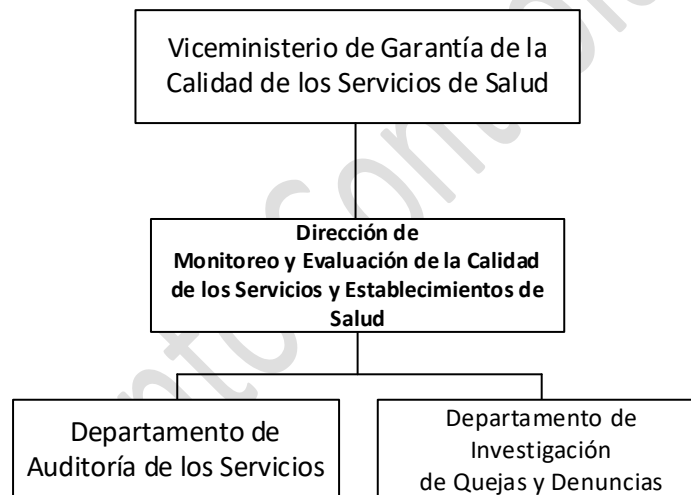 Viceministerio de Garantía de la
Calidad de los Servicios de Salud
Dirección de
Monitoreo y Evaluación de la Calidad
de los Servicios y Establecimientos de
Salud
Departamento de
Auditoría de los Servicios
Departamento de
Investigación
de Quejas y Denuncias